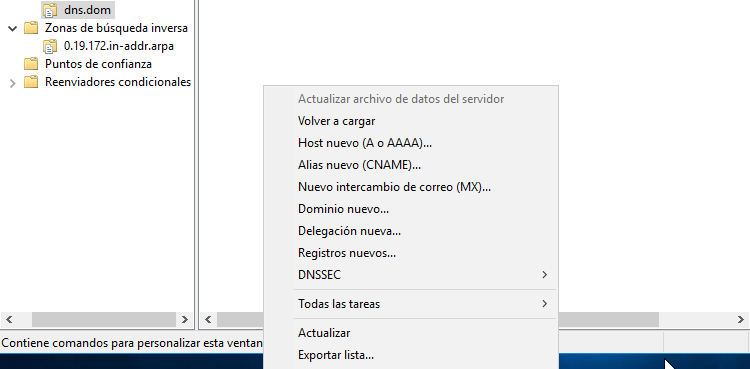 dns.dom
Zonas de búsqueda inversa
0.19.172.in-addr.arpa
Puntos de confianza
Reenviadores condicionales
Actualizar archivo de datos del servidor
Volver a cargar
Host nuevo (A o AAAA)...
Alias nuevo (CNAME)...
Nuevo intercambio de correo (MX)...
Dominio nuevo...
Delegación nueva...
Registros nuevos...
DNSSEC
Todas las tareas
Actualizar
Exportar lista...
Contiene comandos para personalizar esta ventan